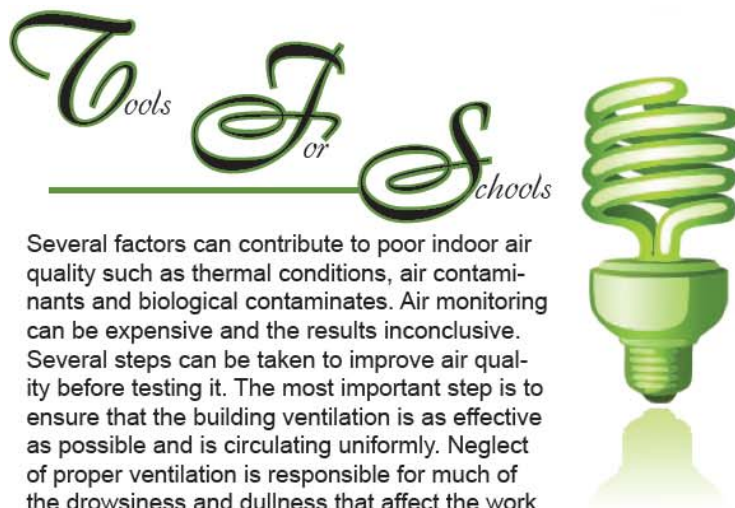 Tools
For
Schools
Several factors can contribute to poor indoor air
quality such as thermal conditions, air contami-
nants and biological contaminates. Air monitoring
can be expensive and the results inconclusive.
Several steps can be taken to improve air qual-
ity before testing it. The most important step is to
ensure that the building ventilation is as effective
as possible and is circulating uniformly. Neglect
of proper ventilation is responsible for much of
the drowsiness and dullness that affect the work